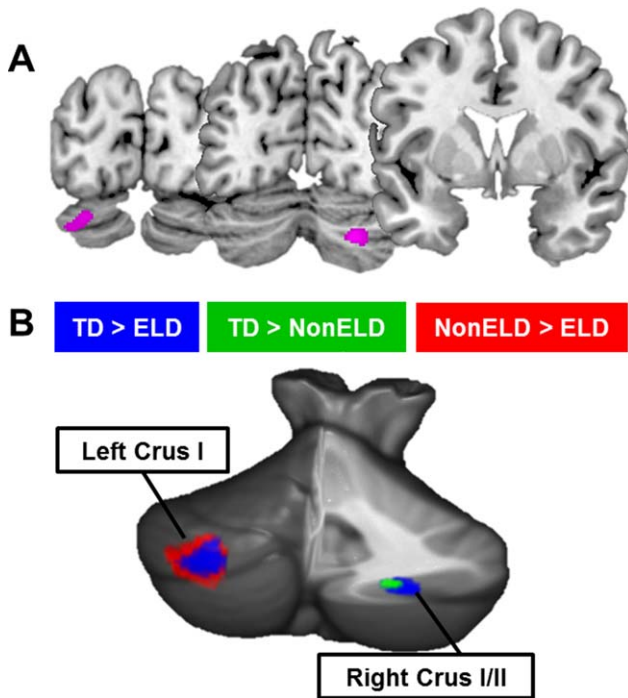 A
B
TD > ELD
TD > NonELD
NonELD > ELD
Left Crus I
Right Crus I/II